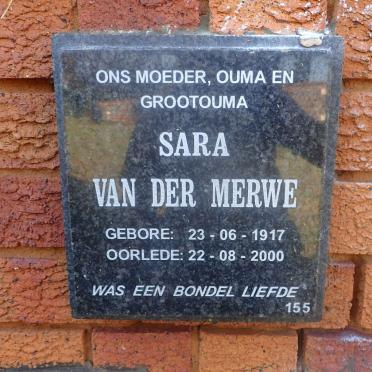 ONS MOEDER, OUMA EN
GROOTOUMA
SARA
VAN DER MERWE
GEBORE: 23 - 06 - 1917
OORLEDE: 22 - 08 - 2000
WAS EEN BONDEL LIEFDE
155